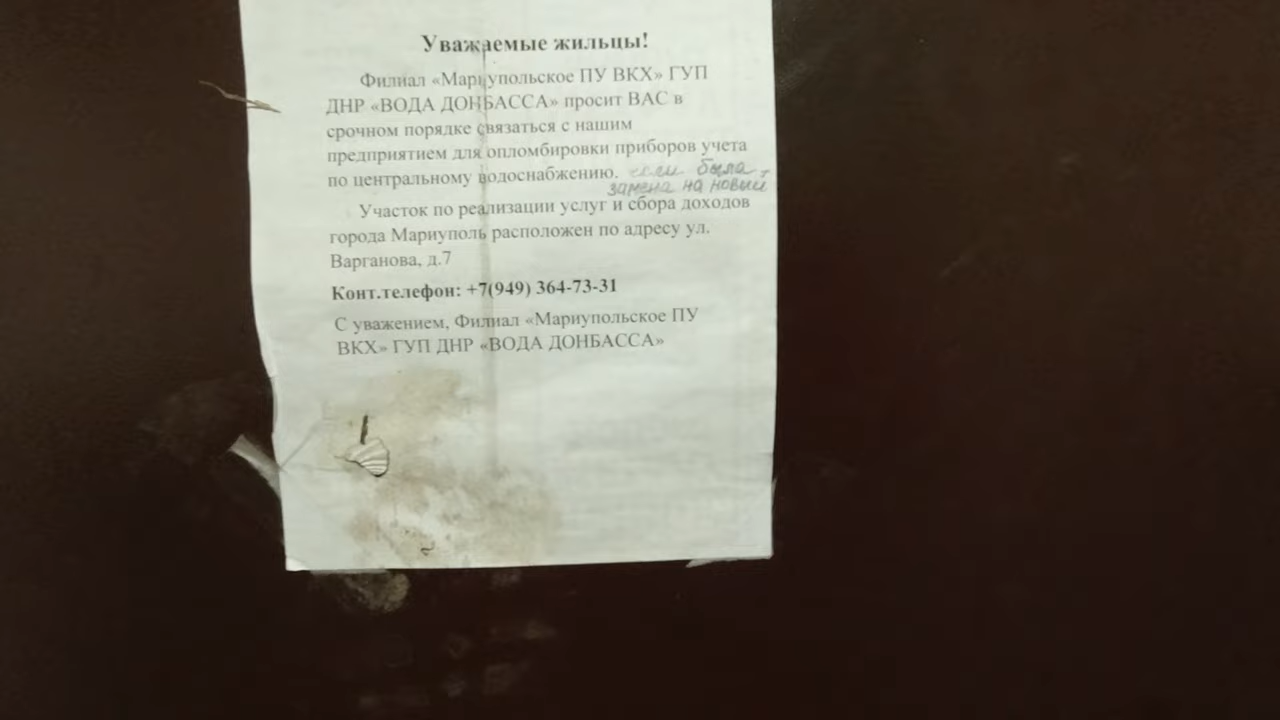 Уважаемые жильцы!
Филиал «Мариупольское ПУ ВКХ» ГУП
ДНР «ВОДА ДОНБАССА» просит ВАС в
срочном порядке связаться с нашим
предприятием для опломбировки приборов учета
по центральному водоснабжению. если была
замена на новый
Участок по реализации услуг и сбора доходов
города Мариуполь расположен по адресу ул.
Варганова, д.7
Конт.телефон: +7(949) 364-73-31
С уважением, Филиал «Мариупольское ПУ
ВКХ» ГУП ДНР «ВОДА ДОНБАССА»